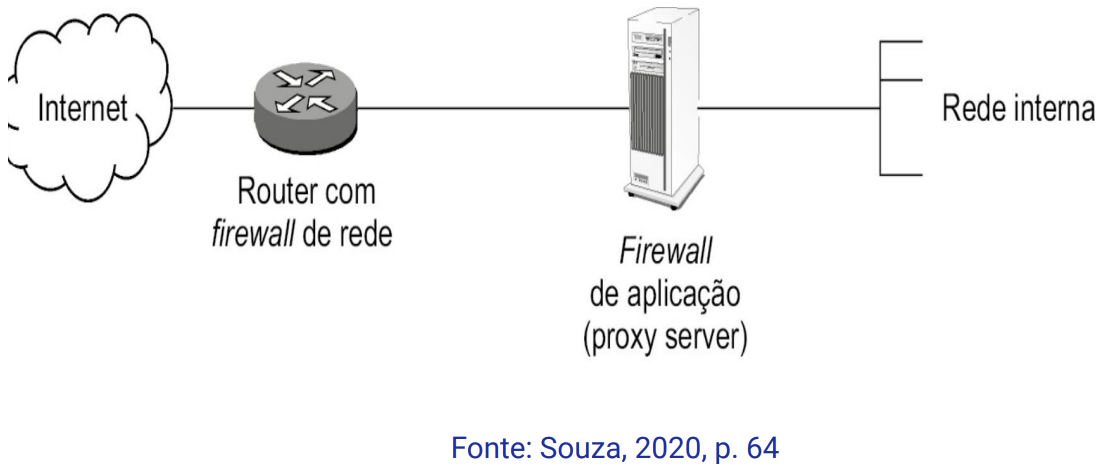 Internet
Rede interna
Router com
firewall de rede
Firewall
de aplicação
(proxy server)
Fonte: Souza, 2020, p. 64